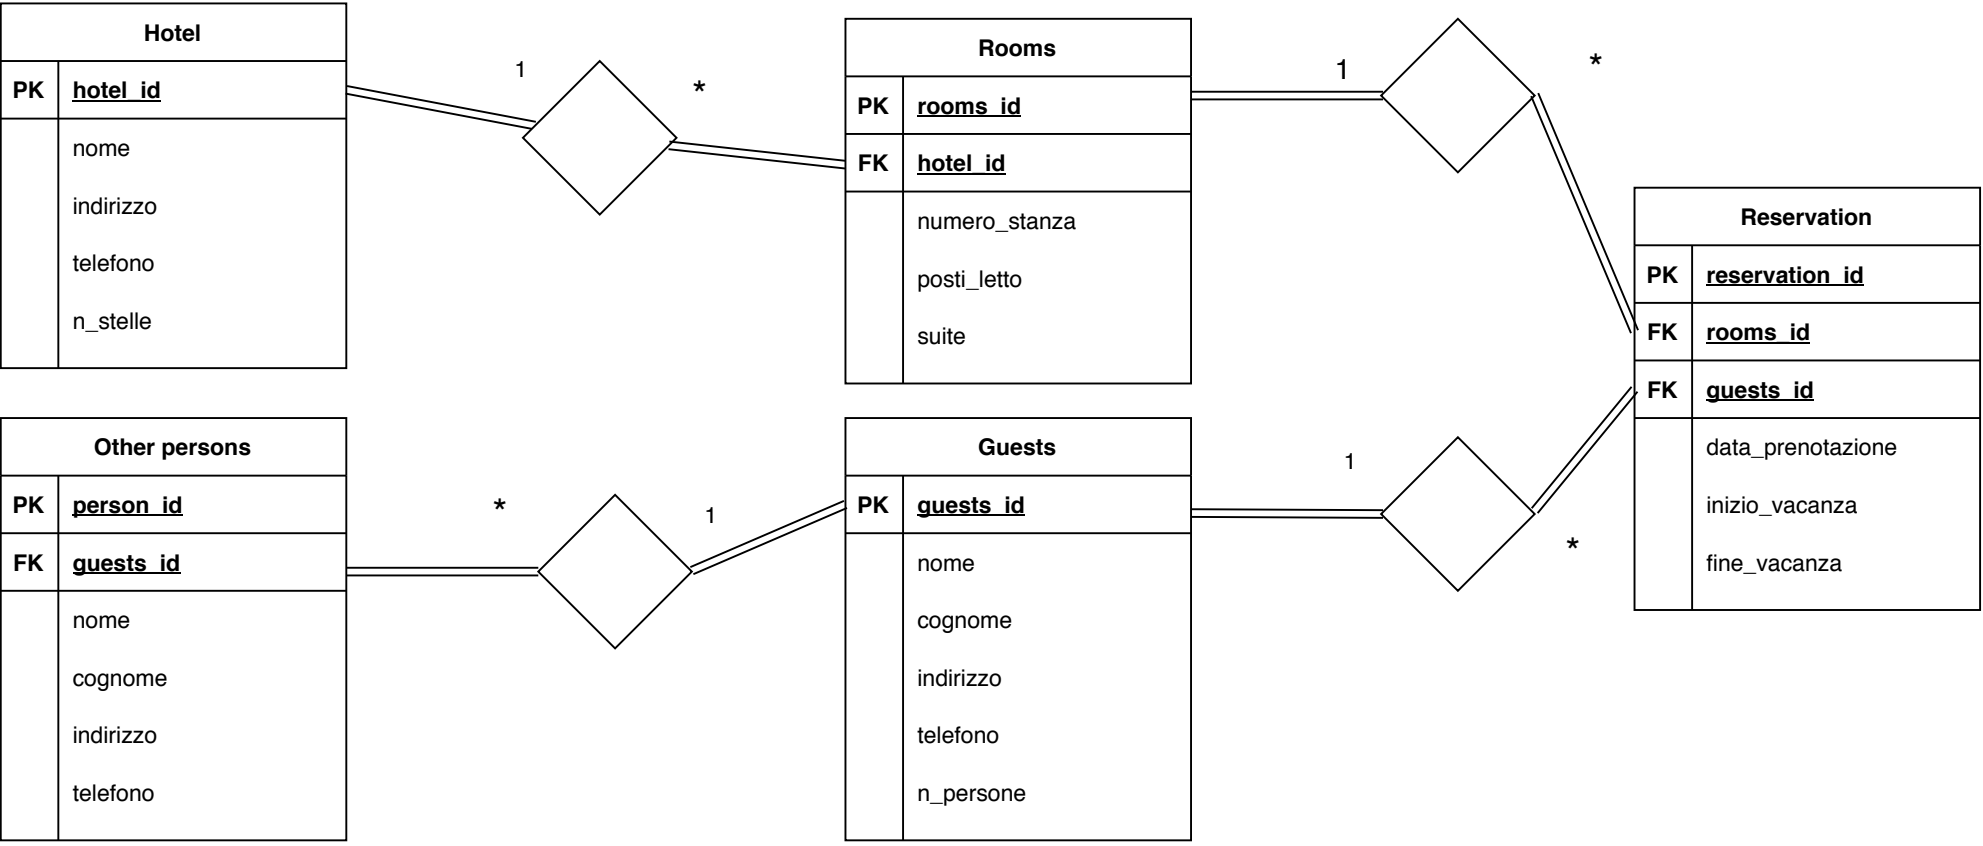 Hotel
PK hotel_id
nome
indirizzo
telefono
n_stelle
1
*
Rooms
PK rooms_id
FK hotel_id
numero_stanza
posti_letto
suite
1
*
Reservation
PK reservation_id
FK rooms_id
FK guests_id
data_prenotazione
inizio_vacanza
fine_vacanza
Other persons
PK person_id
FK guests_id
nome
cognome
indirizzo
telefono
*
1
Guests
PK guests_id
nome
cognome
indirizzo
telefono
n_persone
1
*